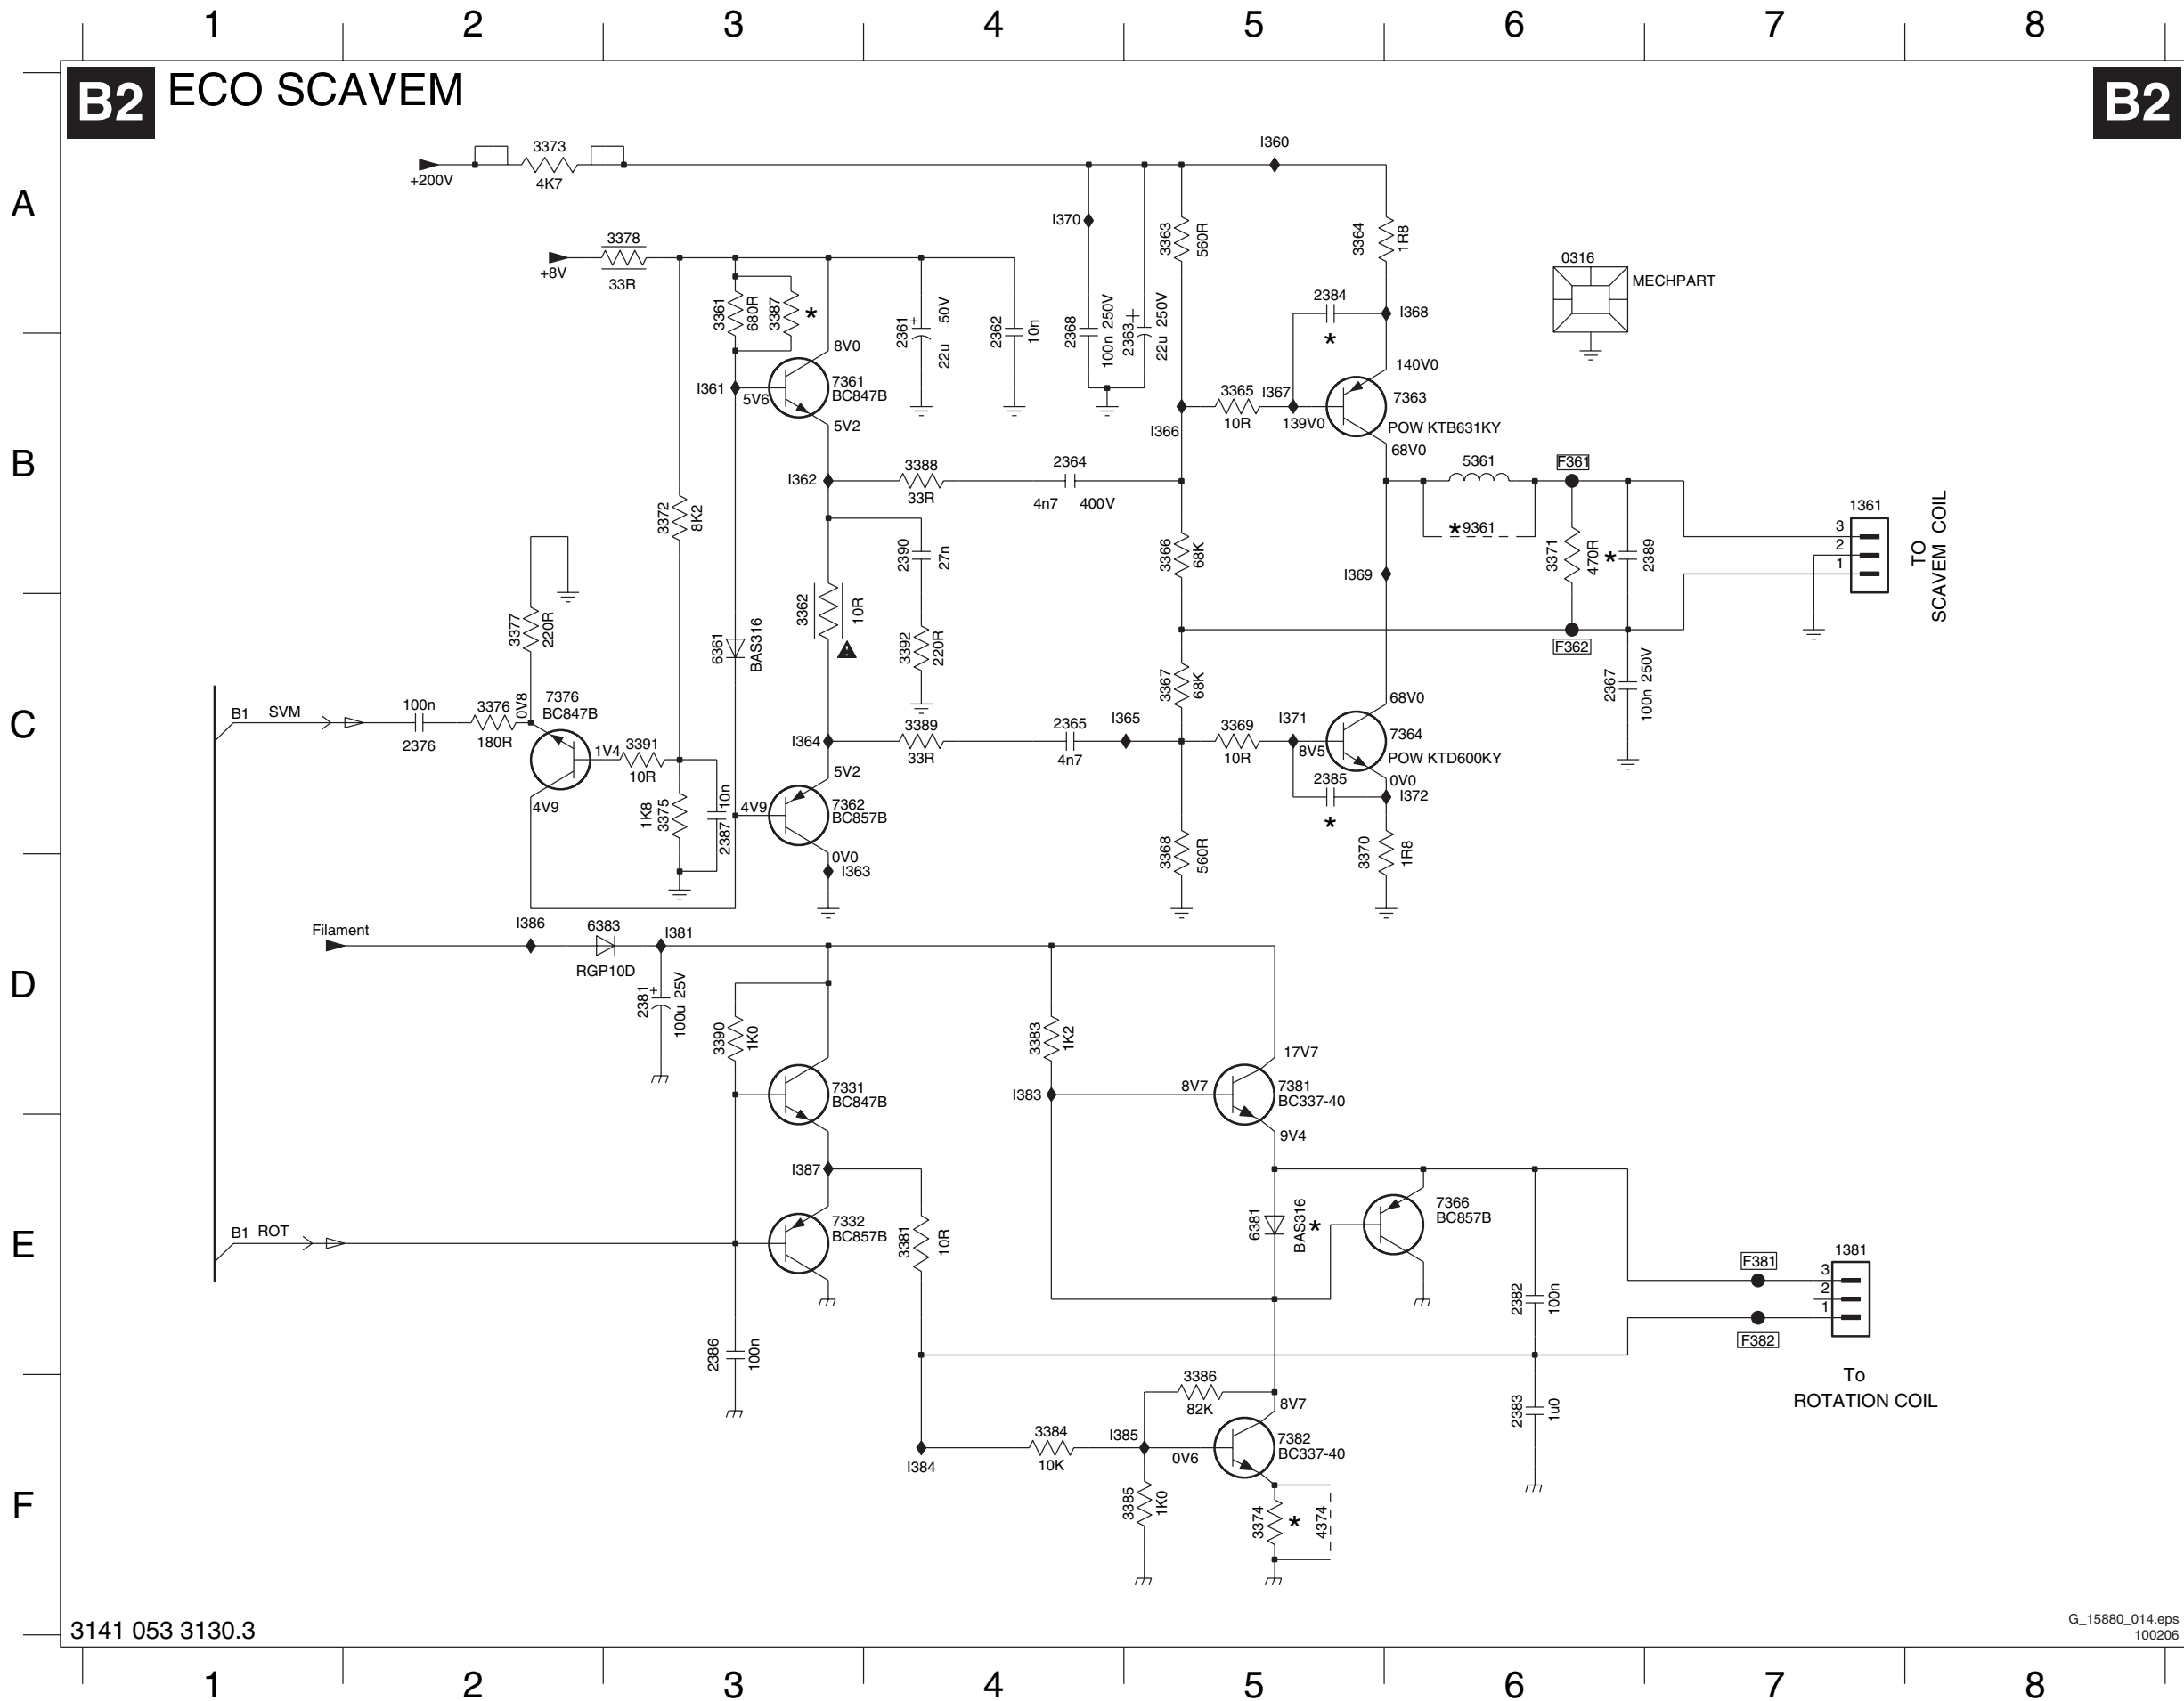 1 2 3 4 5 6 7 8
B2 ECO SCAVEM B2
A
B
C
D
E
F
+200V
3373
4K7
I360
I370
3363
560R
3364
1R8
+8V
3378
33R
3361
680R
3387
*
2361
+
50V
22u
2362
10n
2368
100n 250V
2363
+
22u 250V
2384
*
I368
0316
MECHPART
8V0
I361
5V6
7361
BC847B
5V2
140V0
3365
10R
I367
139V0
7363
POW KTB631KY
68V0
I366
I362
3388
33R
2364
4n7 400V
5361
F361
*9361
3371
470R
*
2389
1361
3
2
1
TO
SCAVEM COIL
3372
8K2
2390
27n
3366
68K
I369
3377
220R
6361
BAS316
3362
10R
3392
220R
3367
68K
F362
2367
100n 250V
B1 SVM
100n
2376
3376
180R
0V8
7376
BC847B
1V4
3391
10R
4V9
1K8
3375
10n
2387
I364
5V2
4V9
7362
BC857B
0V0
I363
3389
33R
2365
4n7
I365
3369
10R
I371
8V5
68V0
7364
POW KTD600KY
0V0
I372
2385
*
3368
560R
3370
1R8
Filament
I386
6383
RGP10D
I381
2381
+
100u 25V
3390
1K0
3383
1K2
7331
BC847B
I383
17V7
8V7
7381
BC337-40
9V4
I387
B1 ROT
7332
BC857B
3381
10R
6381
BAS316
*
7366
BC857B
2382
100n
F381
F382
1381
3
2
1
To
ROTATION COIL
2386
100n
3386
82K
8V7
2383
1u0
I384
3384
10K
I385
0V6
7382
BC337-40
3385
1K0
3374
*
4374
3141 053 3130.3
G_15880_014.eps
100206
1 2 3 4 5 6 7 8